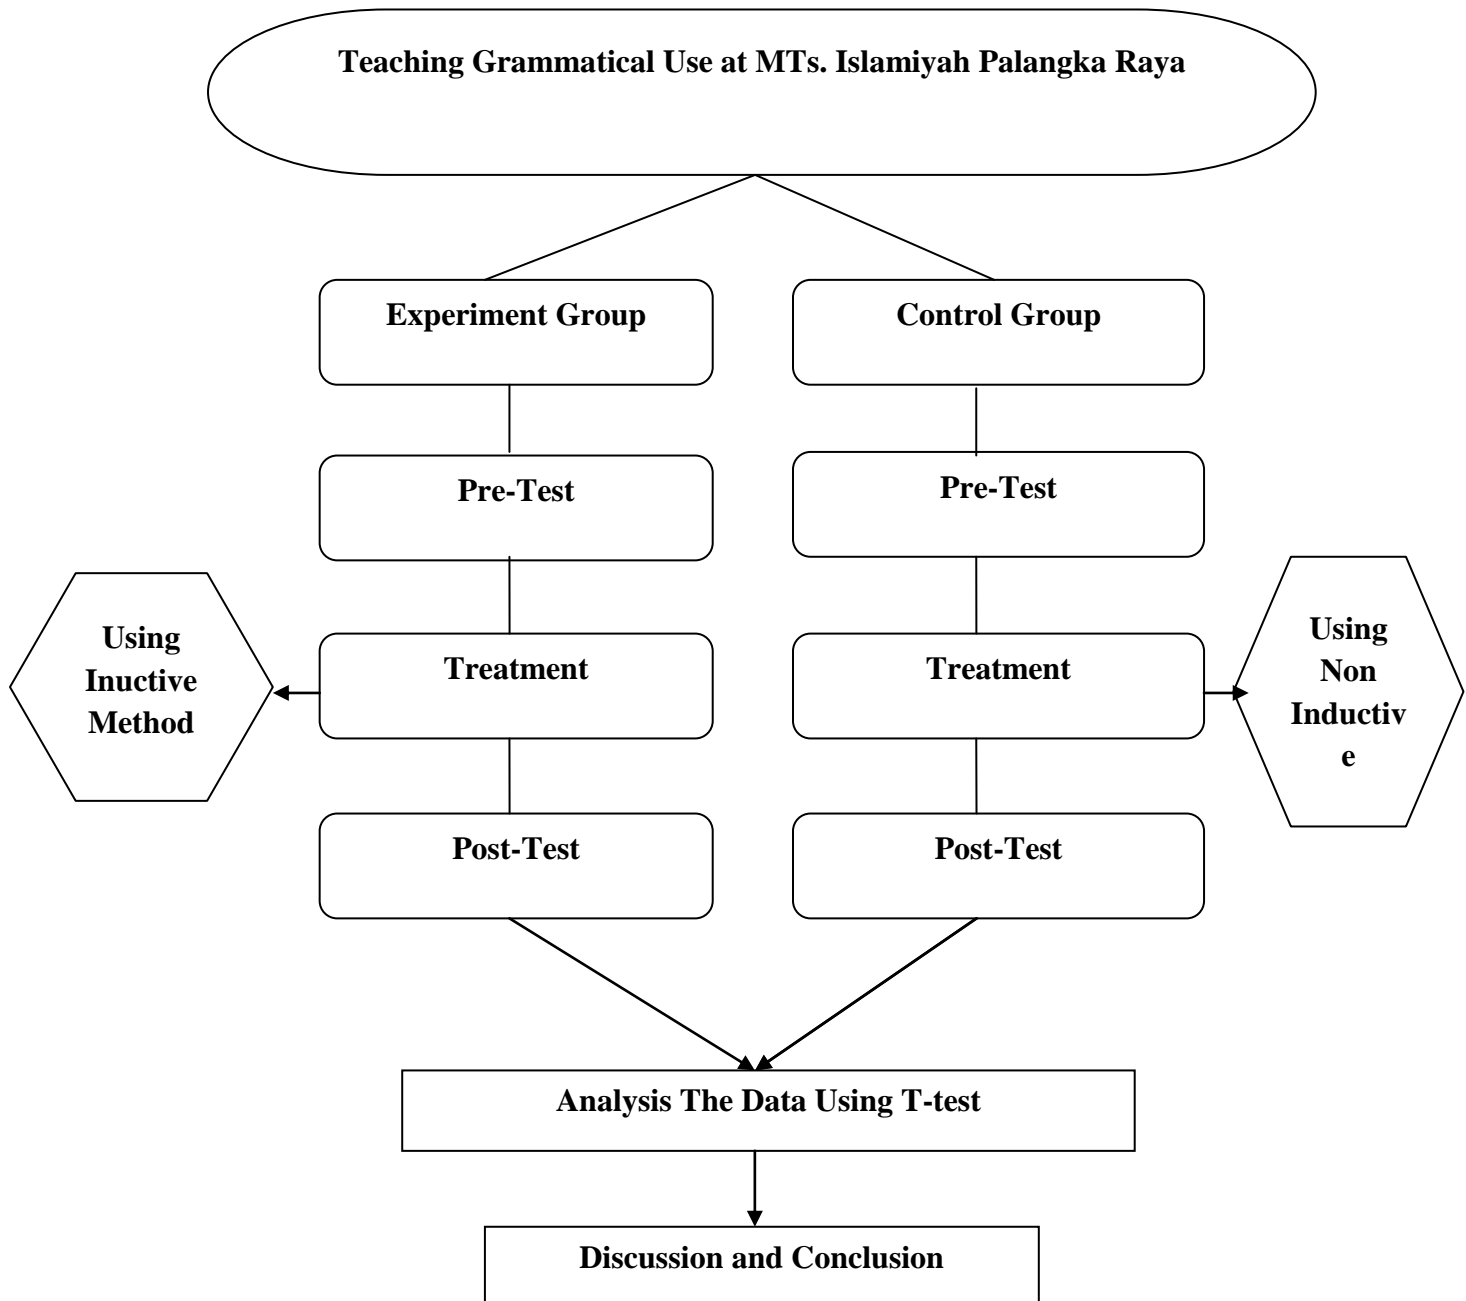 Teaching Grammatical Use at MTs. Islamiyah Palangka Raya
Experiment Group
Control Group
Pre-Test
Pre-Test
Using
Inuctive
Method
Treatment
Treatment
Using
Non
Inductiv
e
Post-Test
Post-Test
Analysis The Data Using T-test
Discussion and Conclusion